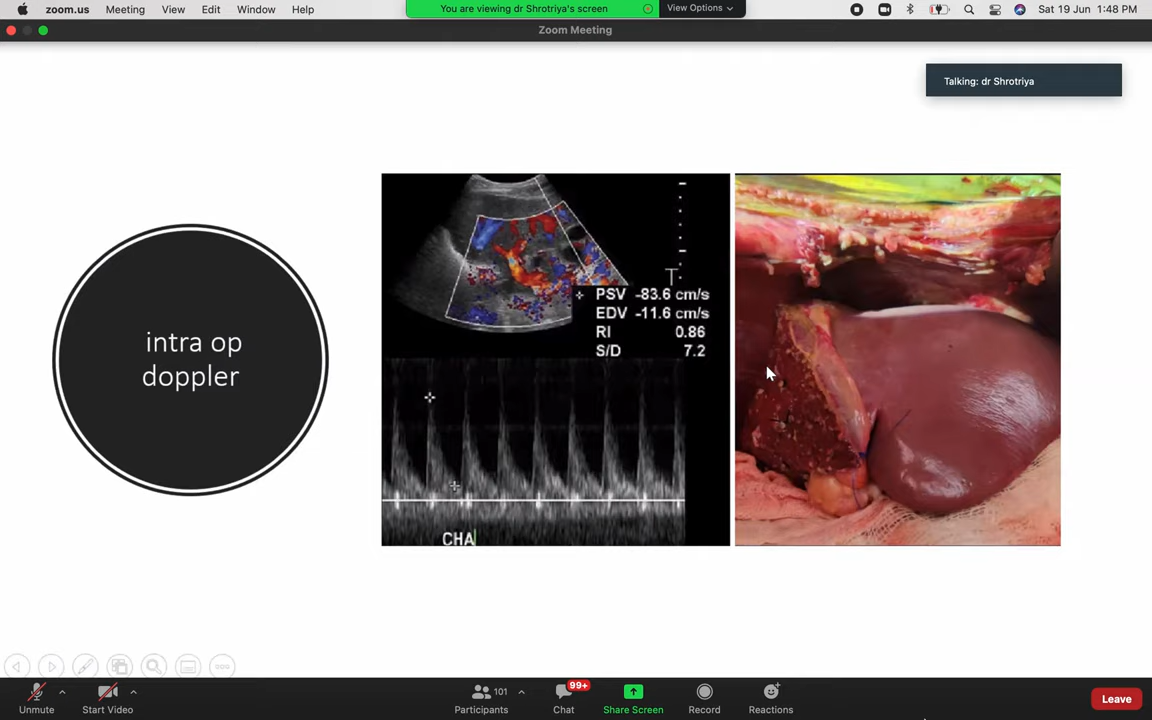 zoom.us Meeting View Edit Window Help
You are viewing dr Shrotriya's screen View Options
Sat 19 Jun 1:48 PM
Zoom Meeting
Talking: dr Shrotriya
intra op
doppler
T
PSV -83.6 cm/s
EDV -11.6 cm/s
RI 0.86
S/D 7.2
CHA
Unmute
Start Video
101
Participants
99+
Chat
Share Screen
Record
Reactions
Leave